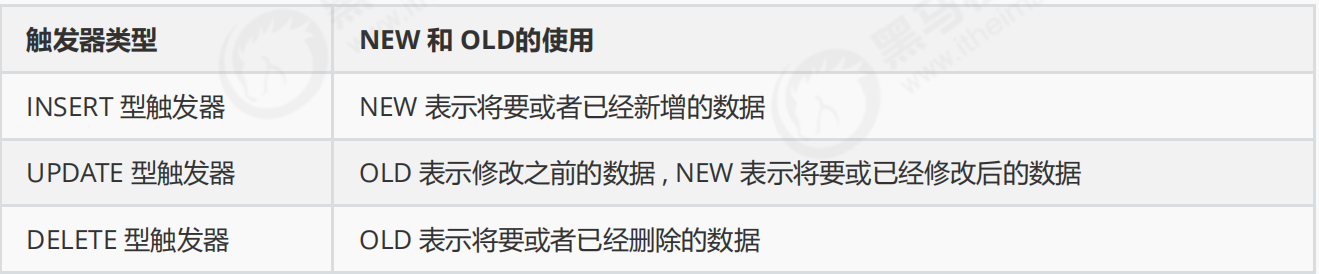 触发器类型 NEW 和 OLD的使用
INSERT 型触发器 NEW 表示将要或者已经新增的数据
UPDATE 型触发器 OLD 表示修改之前的数据 , NEW 表示将要或已经修改后的数据
DELETE 型触发器 OLD 表示将要或者已经删除的数据